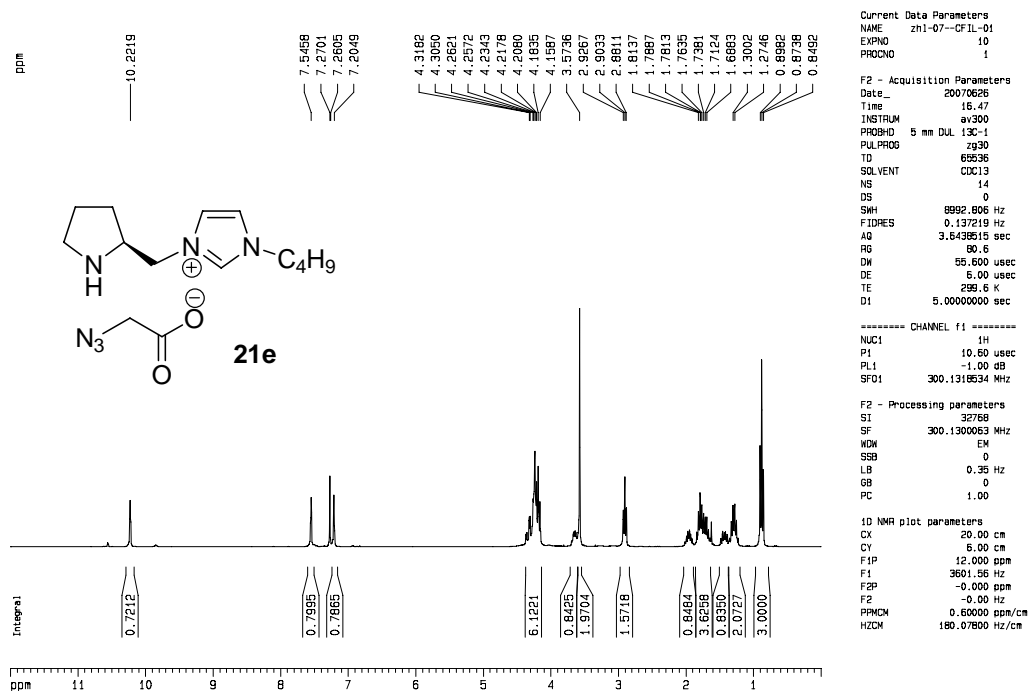 ppm
10.2219
7.5458
7.2701
7.2605
7.2049
4.3182
4.3050
4.2621
4.2572
4.2343
4.2178
4.2080
4.1835
4.1587
3.5736
2.9267
2.9033
2.8811
1.8137
1.7887
1.7813
1.7635
1.7381
1.7124
1.6883
1.3002
1.2746
0.8982
0.8738
0.8492
N
H
N
⊕
N
C4H9
N3
O
⊖
O
21e
Integral
0.7212
0.7995
0.7865
6.1221
0.8425
1.9704
1.5718
0.8484
3.6258
0.8350
2.0727
3.0000
ppm 11 10 9 8 7 6 5 4 3 2 1
Current Data Parameters
NAME zhl-07--CFIL-01
EXPNO 10
PROCNO 1
F2 - Acquisition Parameters
Date_ 20070626
Time 16.47
INSTRUM av300
PROBHD 5 mm DUL 13C-1
PULPROG zg30
TD 65536
SOLVENT CDCl3
NS 14
DS 0
SWH 8992.806 Hz
FIDRES 0.137219 Hz
AQ 3.6438515 sec
RG 80.6
DW 55.600 usec
DE 6.00 usec
TE 299.6 K
D1 5.00000000 sec
======== CHANNEL f1 ========
NUC1 1H
P1 10.60 usec
PL1 -1.00 dB
SFO1 300.1318534 MHz
F2 - Processing parameters
SI 32768
SF 300.1300063 MHz
WDW EM
SSB 0
LB 0.35 Hz
GB 0
PC 1.00
1D NMR plot parameters
CX 20.00 cm
CY 6.00 cm
F1P 12.000 ppm
F1 3601.56 Hz
F2P -0.000 ppm
F2 -0.00 Hz
PPMCM 0.60000 ppm/cm
HZCM 180.07800 Hz/cm